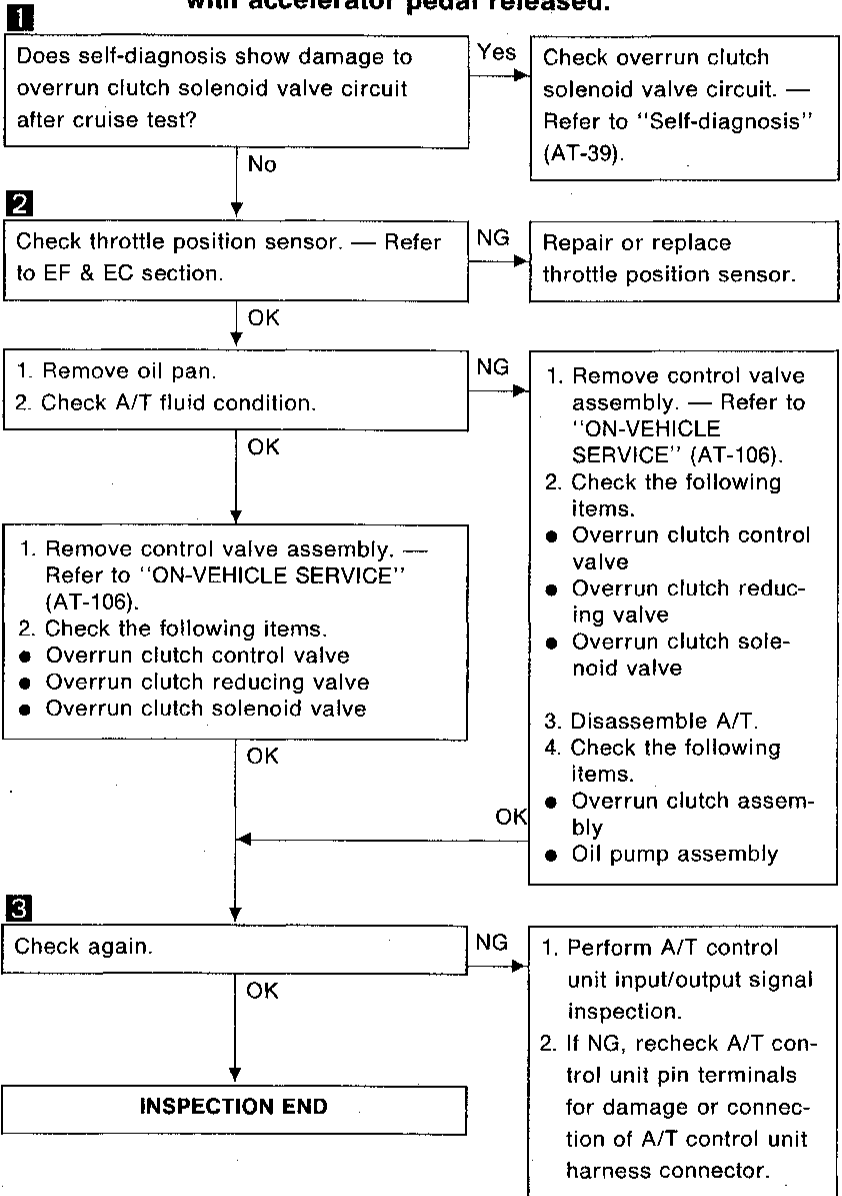 with accelerator pedal released.
1
Does self-diagnosis show damage to
overrun clutch solenoid valve circuit
after cruise test?
Yes
Check overrun clutch
solenoid valve circuit. —
Refer to "Self-diagnosis"
(AT-39).
No
2
Check throttle position sensor. — Refer
to EF & EC section.
NG
Repair or replace
throttle position sensor.
OK
1. Remove oil pan.
2. Check A/T fluid condition.
NG
1. Remove control valve
assembly. — Refer to
"ON-VEHICLE
SERVICE" (AT-106).
2. Check the following
items.
● Overrun clutch control
valve
● Overrun clutch reduc-
ing valve
● Overrun clutch sole-
noid valve
3. Disassemble A/T.
4. Check the following
items.
● Overrun clutch assem-
bly
● Oil pump assembly
OK
1. Remove control valve assembly. —
Refer to "ON-VEHICLE SERVICE"
(AT-106).
2. Check the following items.
● Overrun clutch control valve
● Overrun clutch reducing valve
● Overrun clutch solenoid valve
OK
OK
3
Check again.
NG
1. Perform A/T control
unit input/output signal
inspection.
2. If NG, recheck A/T con-
trol unit pin terminals
for damage or connec-
tion of A/T control unit
harness connector.
OK
INSPECTION END